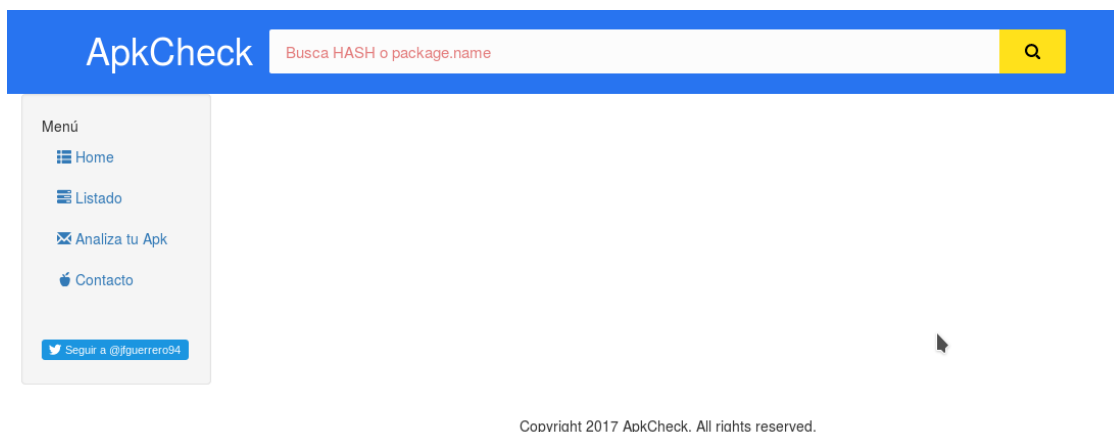 ApkCheck
Busca HASH o package.name
Menú
Home
Listado
Analiza tu Apk
Contacto
Seguir a @jfguerrero94
Copyright 2017 ApkCheck. All rights reserved.